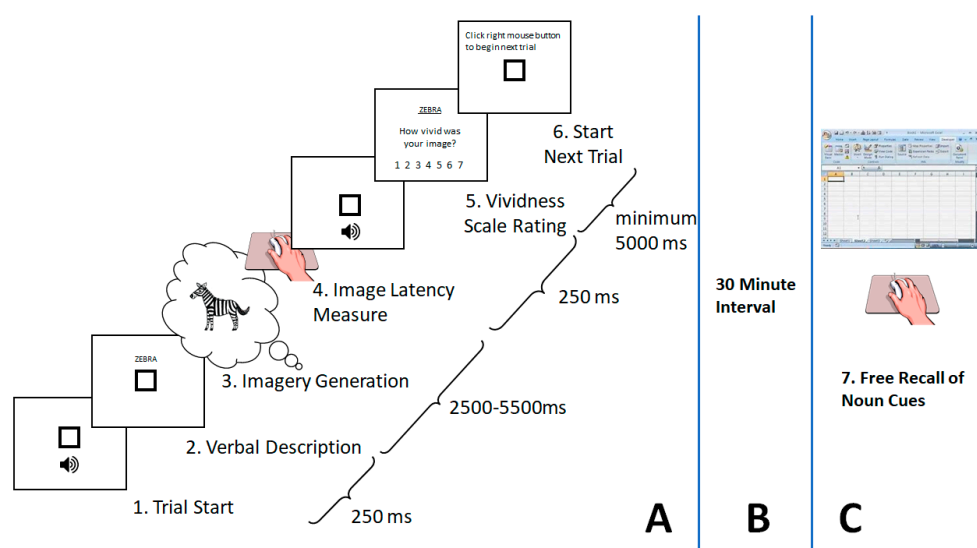 Click right mouse button
to begin next trial
ZEBRA
How vivid was
your image?
1 2 3 4 5 6 7
6. Start
Next Trial
5. Vividness
Scale Rating
minimum
5000 ms
4. Image Latency
Measure
250 ms
ZEBRA
3. Imagery Generation
2500-5500ms
2. Verbal Description
1. Trial Start
250 ms
A
30 Minute
Interval
B
7. Free Recall of
Noun Cues
C